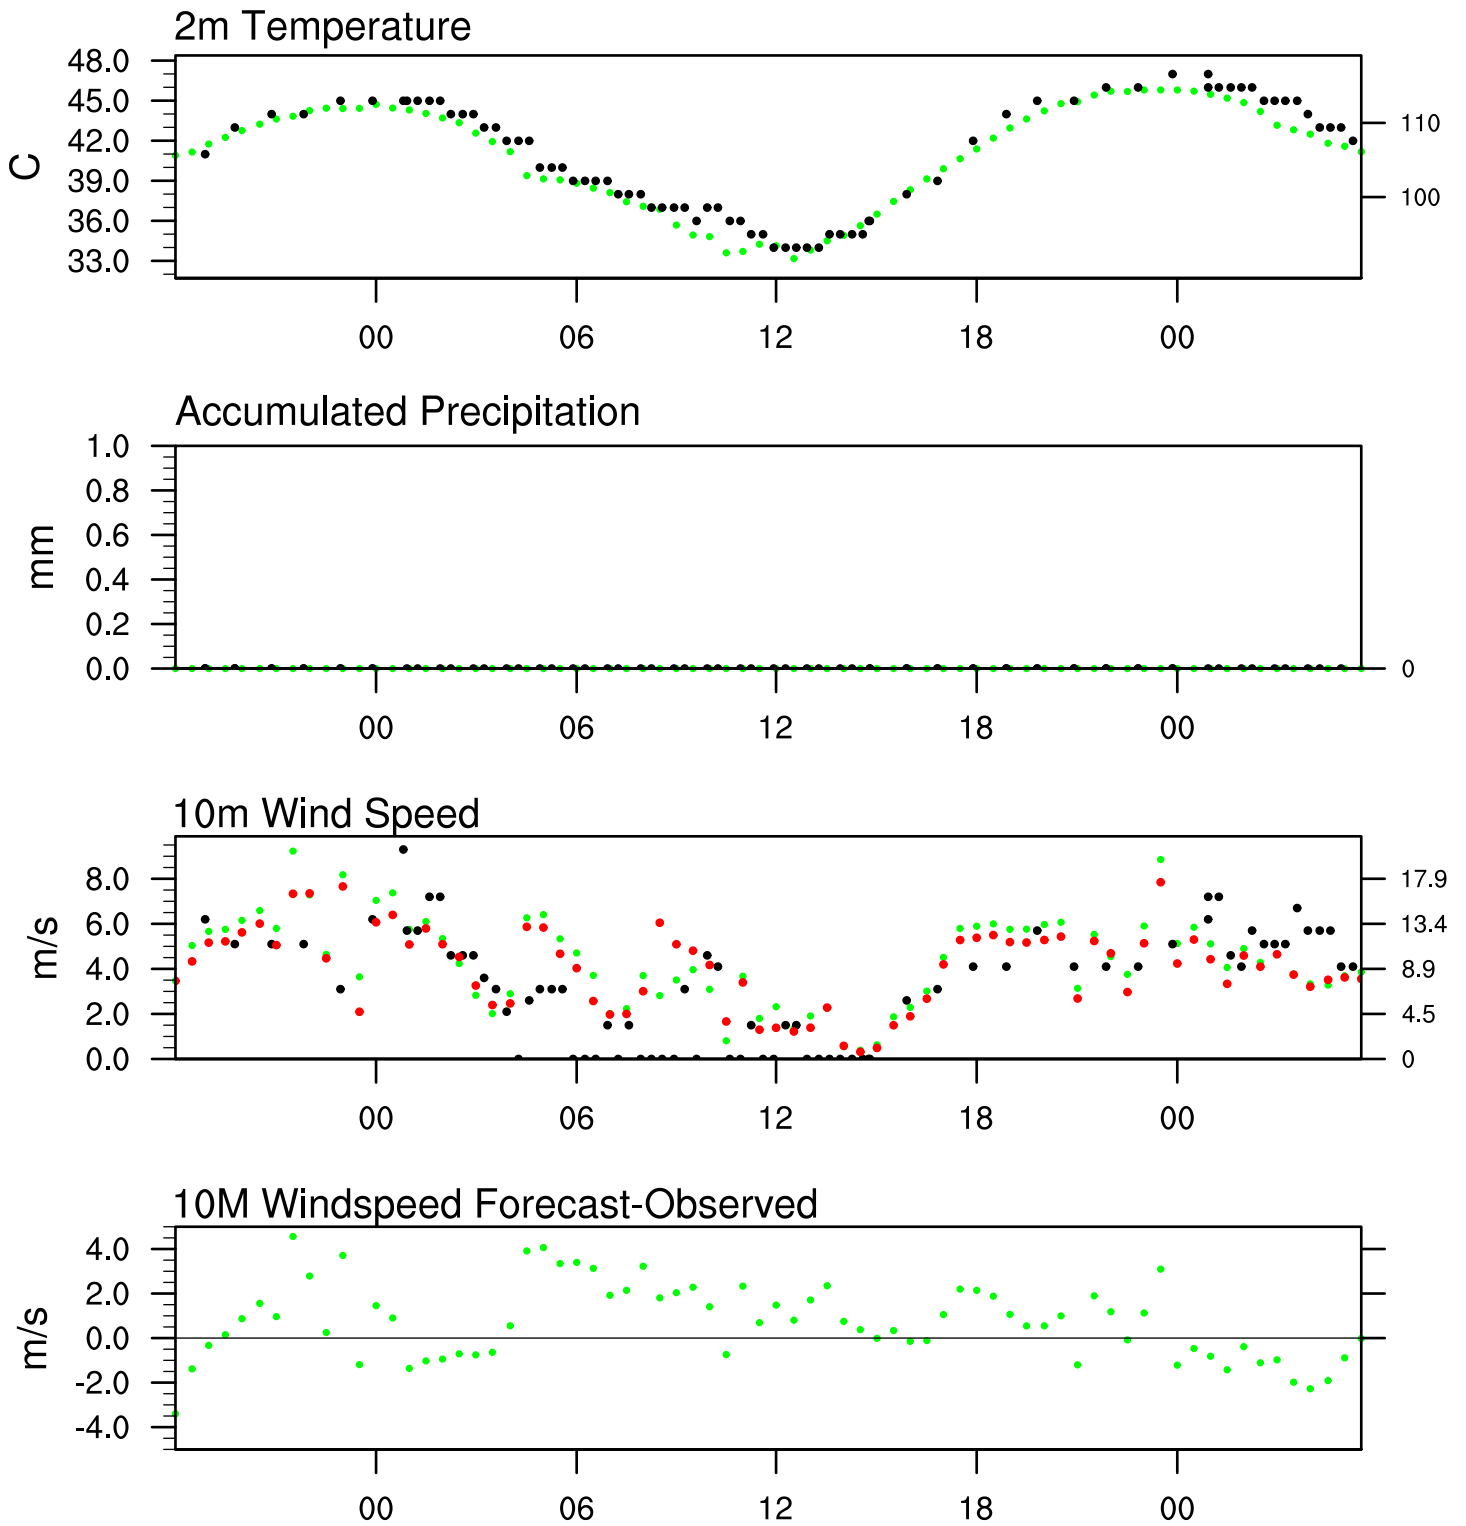 2m Temperature
48.0
45.0
42.0
39.0
36.0
33.0
C
110
100
00 06 12 18 00
Accumulated Precipitation
1.0
0.8
0.6
0.4
0.2
0.0
mm
0
00 06 12 18 00
10m Wind Speed
8.0
6.0
4.0
2.0
0.0
m/s
17.9
13.4
8.9
4.5
0
00 06 12 18 00
10M Windspeed Forecast-Observed
4.0
2.0
0.0
-2.0
-4.0
m/s
00 06 12 18 00